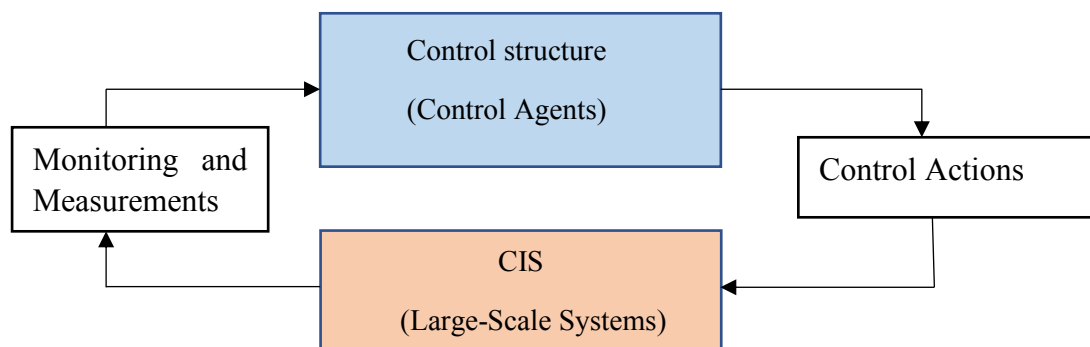 Control structure
(Control Agents)
Monitoring and
Measurements
Control Actions
CIS
(Large-Scale Systems)